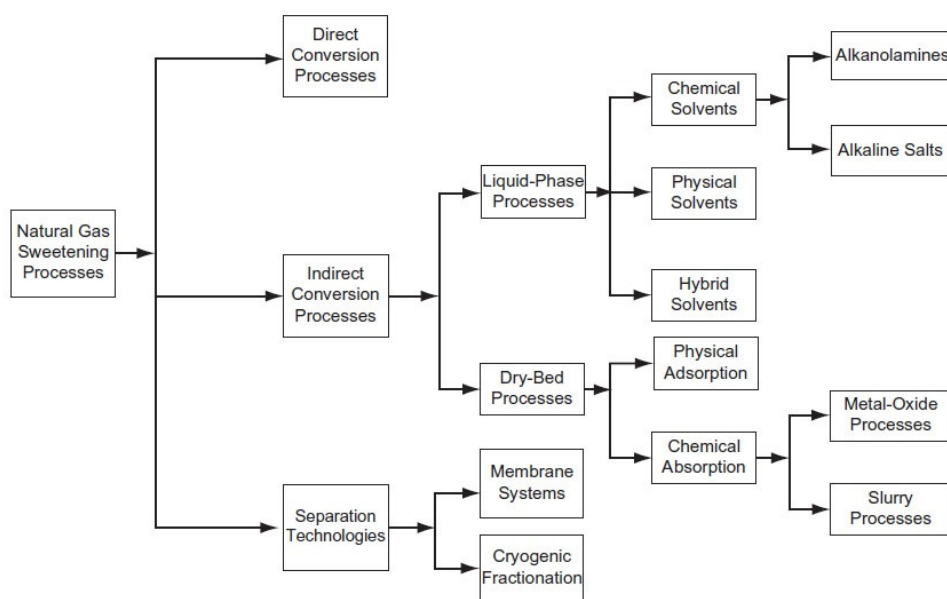 Direct
Conversion
Processes
Alkanolamines
Chemical
Solvents
Alkaline Salts
Liquid-Phase
Processes
Physical
Solvents
Natural Gas
Sweetening
Processes
Indirect
Conversion
Processes
Hybrid
Solvents
Physical
Adsorption
Dry-Bed
Processes
Metal-Oxide
Processes
Chemical
Absorption
Membrane
Systems
Slurry
Processes
Separation
Technologies
Cryogenic
Fractionation